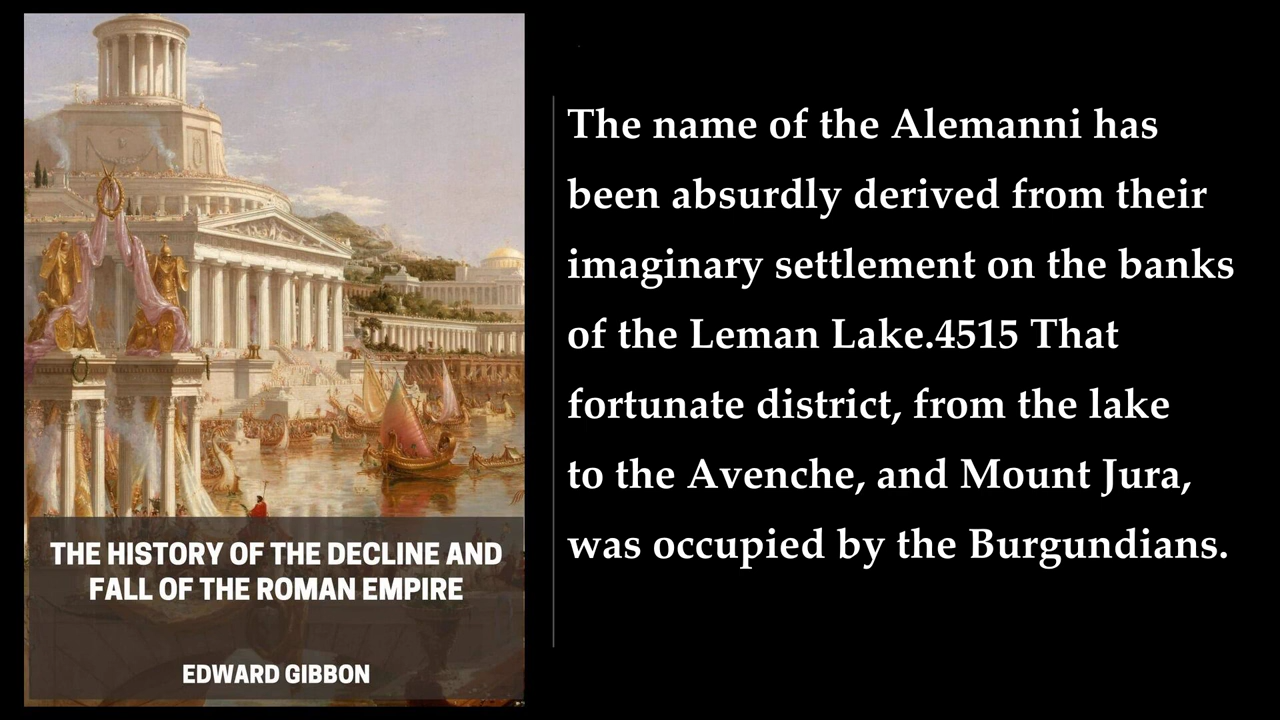 THE HISTORY OF THE DECLINE AND
FALL OF THE ROMAN EMPIRE
EDWARD GIBBON
The name of the Alemanni has
been absurdly derived from their
imaginary settlement on the banks
of the Leman Lake.4515 That
fortunate district, from the lake
to the Avenche, and Mount Jura,
was occupied by the Burgundians.